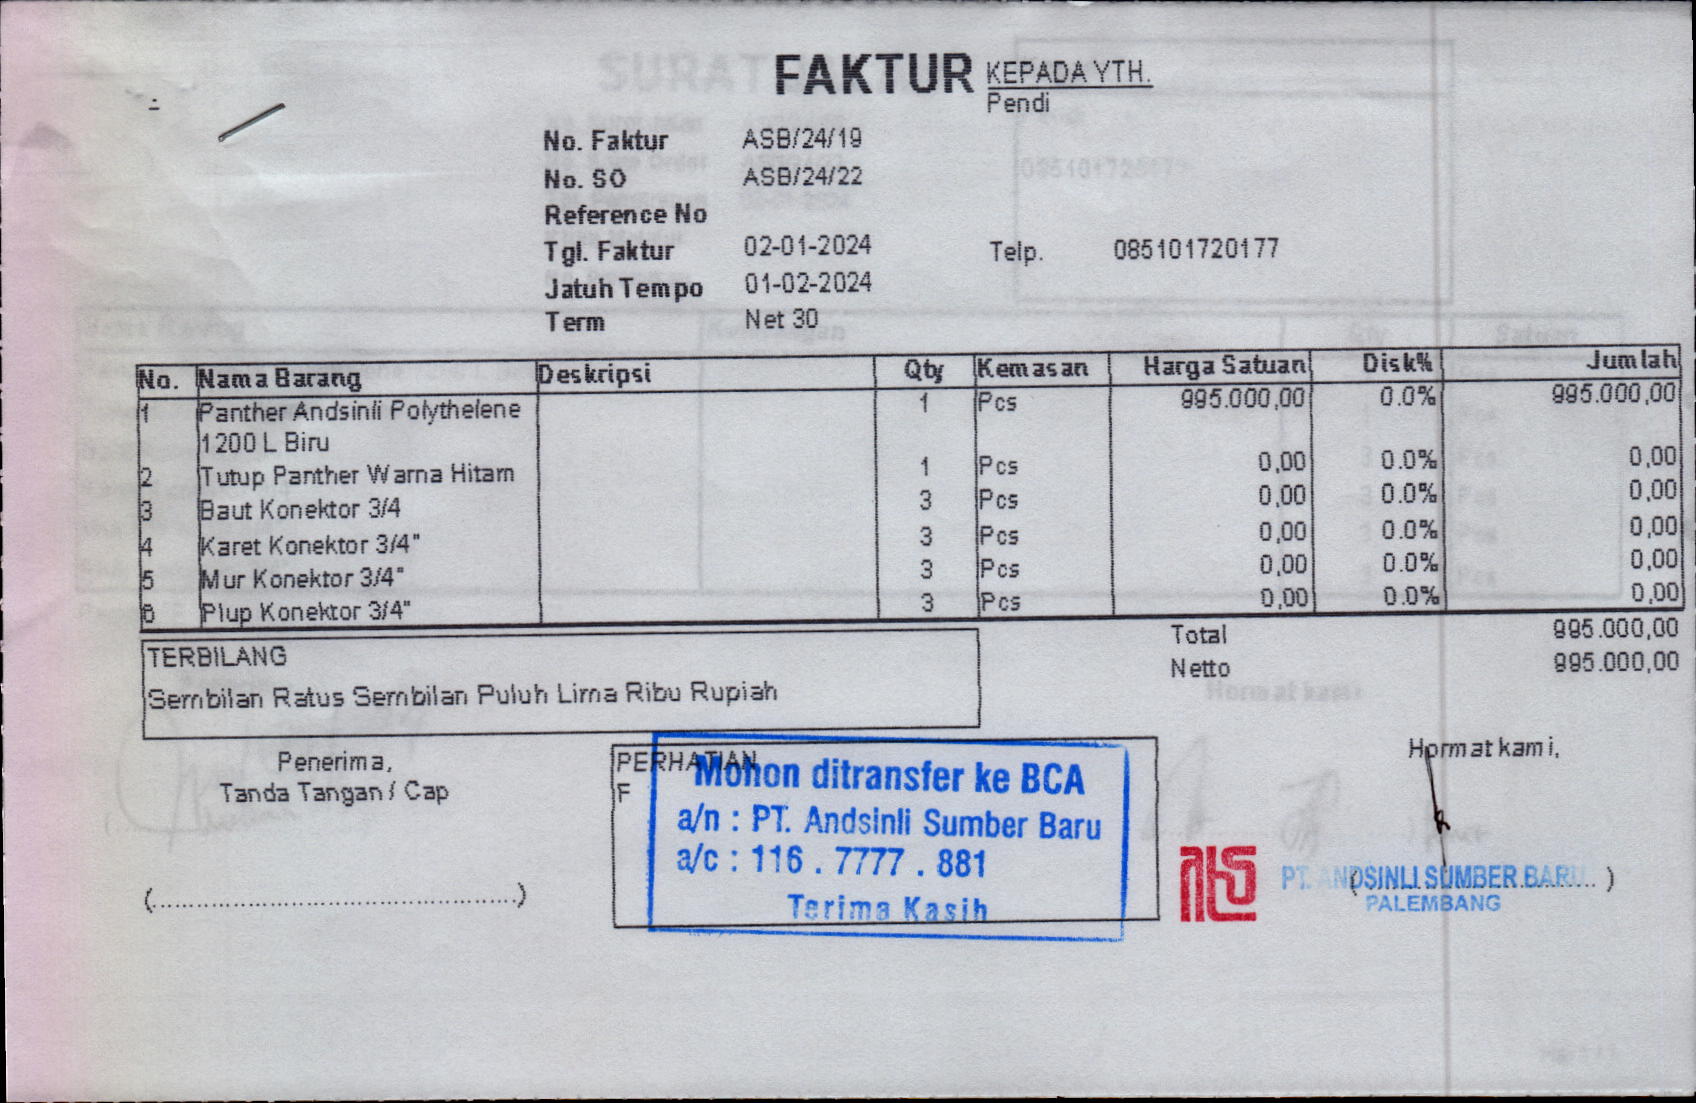 FAKTUR
KEPADA YTH.
Pendi
No. Faktur ASB/24/19
No. SO ASB/24/22
Reference No
Tgl. Faktur 02-01-2024 Telp. 085101720177
Jatuh Tempo 01-02-2024
Term Net 30
No. Nama Barang Deskripsi Qty Kemasan Harga Satuan Disk% Jumlah
1 Panther Andsinli Polythelene 1 Pcs 995.000,00 0.0% 995.000,00
1200 L Biru
2 Tutup Panther Warna Hitam 1 Pcs 0,00 0.0% 0,00
3 Baut Konektor 3/4 3 Pcs 0,00 0.0% 0,00
4 Karet Konektor 3/4" 3 Pcs 0,00 0.0% 0,00
5 Mur Konektor 3/4" 3 Pcs 0,00 0.0% 0,00
6 Plup Konektor 3/4" 3 Pcs 0,00 0.0% 0,00
Total 995.000,00
Netto 995.000,00
TERBILANG
Sembilan Ratus Sembilan Puluh Lima Ribu Rupiah
Penerima,
Tanda Tangan / Cap
(..............................................)
PERHATIAN
F
Mohon ditransfer ke BCA
a/n : PT. Andsinli Sumber Baru
a/c : 116 . 7777 . 881
Terima Kasih
Hormat kami,
PT. ANDSINLI SUMBER BARU
PALEMBANG